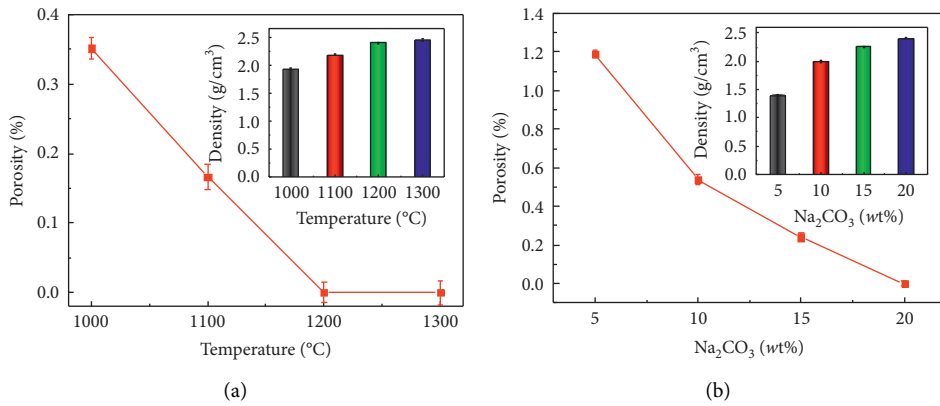 0.4
0.3
0.2
0.1
0.0
Porosity (%)
1000 1100 1200 1300
Temperature (°C)
2.5
2.0
1.5
1.0
0.5
0.0
Density (g/cm³)
1000 1100 1200 1300
Temperature (°C)
(a)
1.4
1.2
1.0
0.8
0.6
0.4
0.2
0.0
Porosity (%)
5 10 15 20
Na₂CO₃ (wt%)
2.5
2.0
1.5
1.0
0.5
0.0
Density (g/cm³)
5 10 15 20
Na₂CO₃ (wt%)
(b)